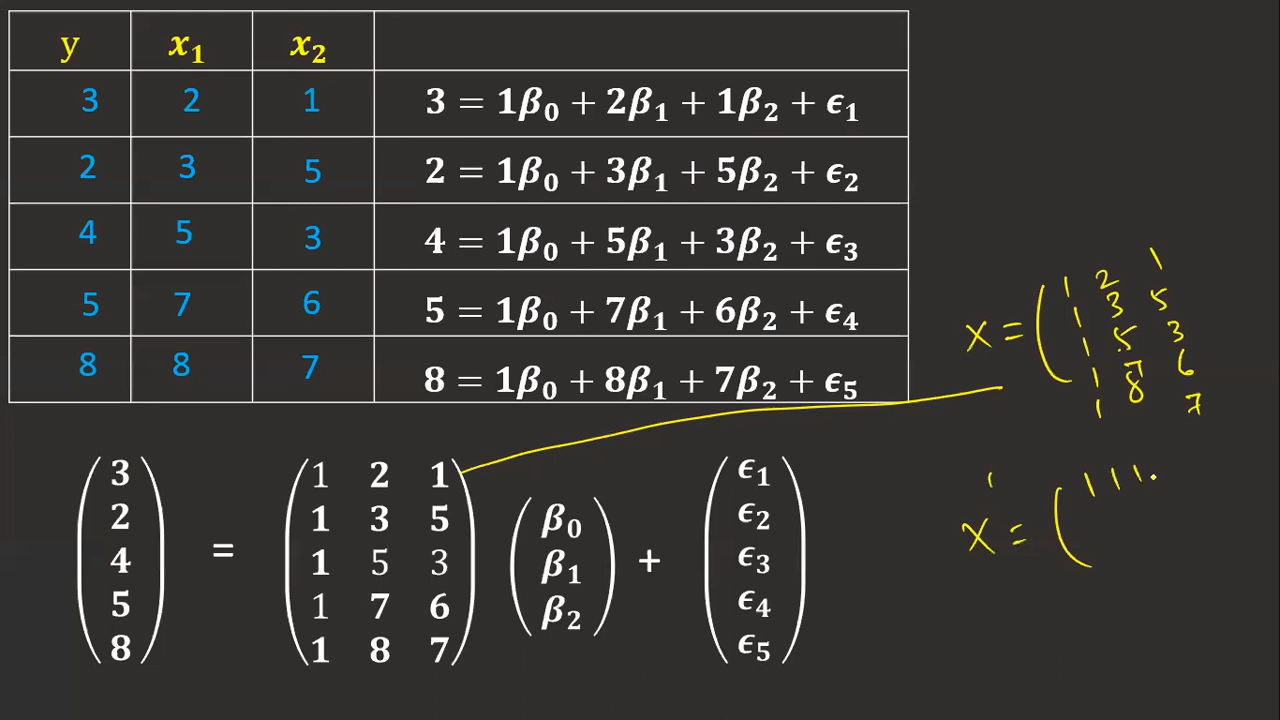 y x₁ x₂
3 2 1 3 = 1β₀ + 2β₁ + 1β₂ + ϵ₁
2 3 5 2 = 1β₀ + 3β₁ + 5β₂ + ϵ₂
4 5 3 4 = 1β₀ + 5β₁ + 3β₂ + ϵ₃
5 7 6 5 = 1β₀ + 7β₁ + 6β₂ + ϵ₄
8 8 7 8 = 1β₀ + 8β₁ + 7β₂ + ϵ₅
(3
2
4
5
8)
=
(1 2 1
1 3 5
1 5 3
1 7 6
1 8 7)
(β₀
β₁
β₂)
+
(ϵ₁
ϵ₂
ϵ₃
ϵ₄
ϵ₅)
X = (1 2 1
1 3 5
1 5 3
1 7 6
1 8 7
X' = (1 1 1